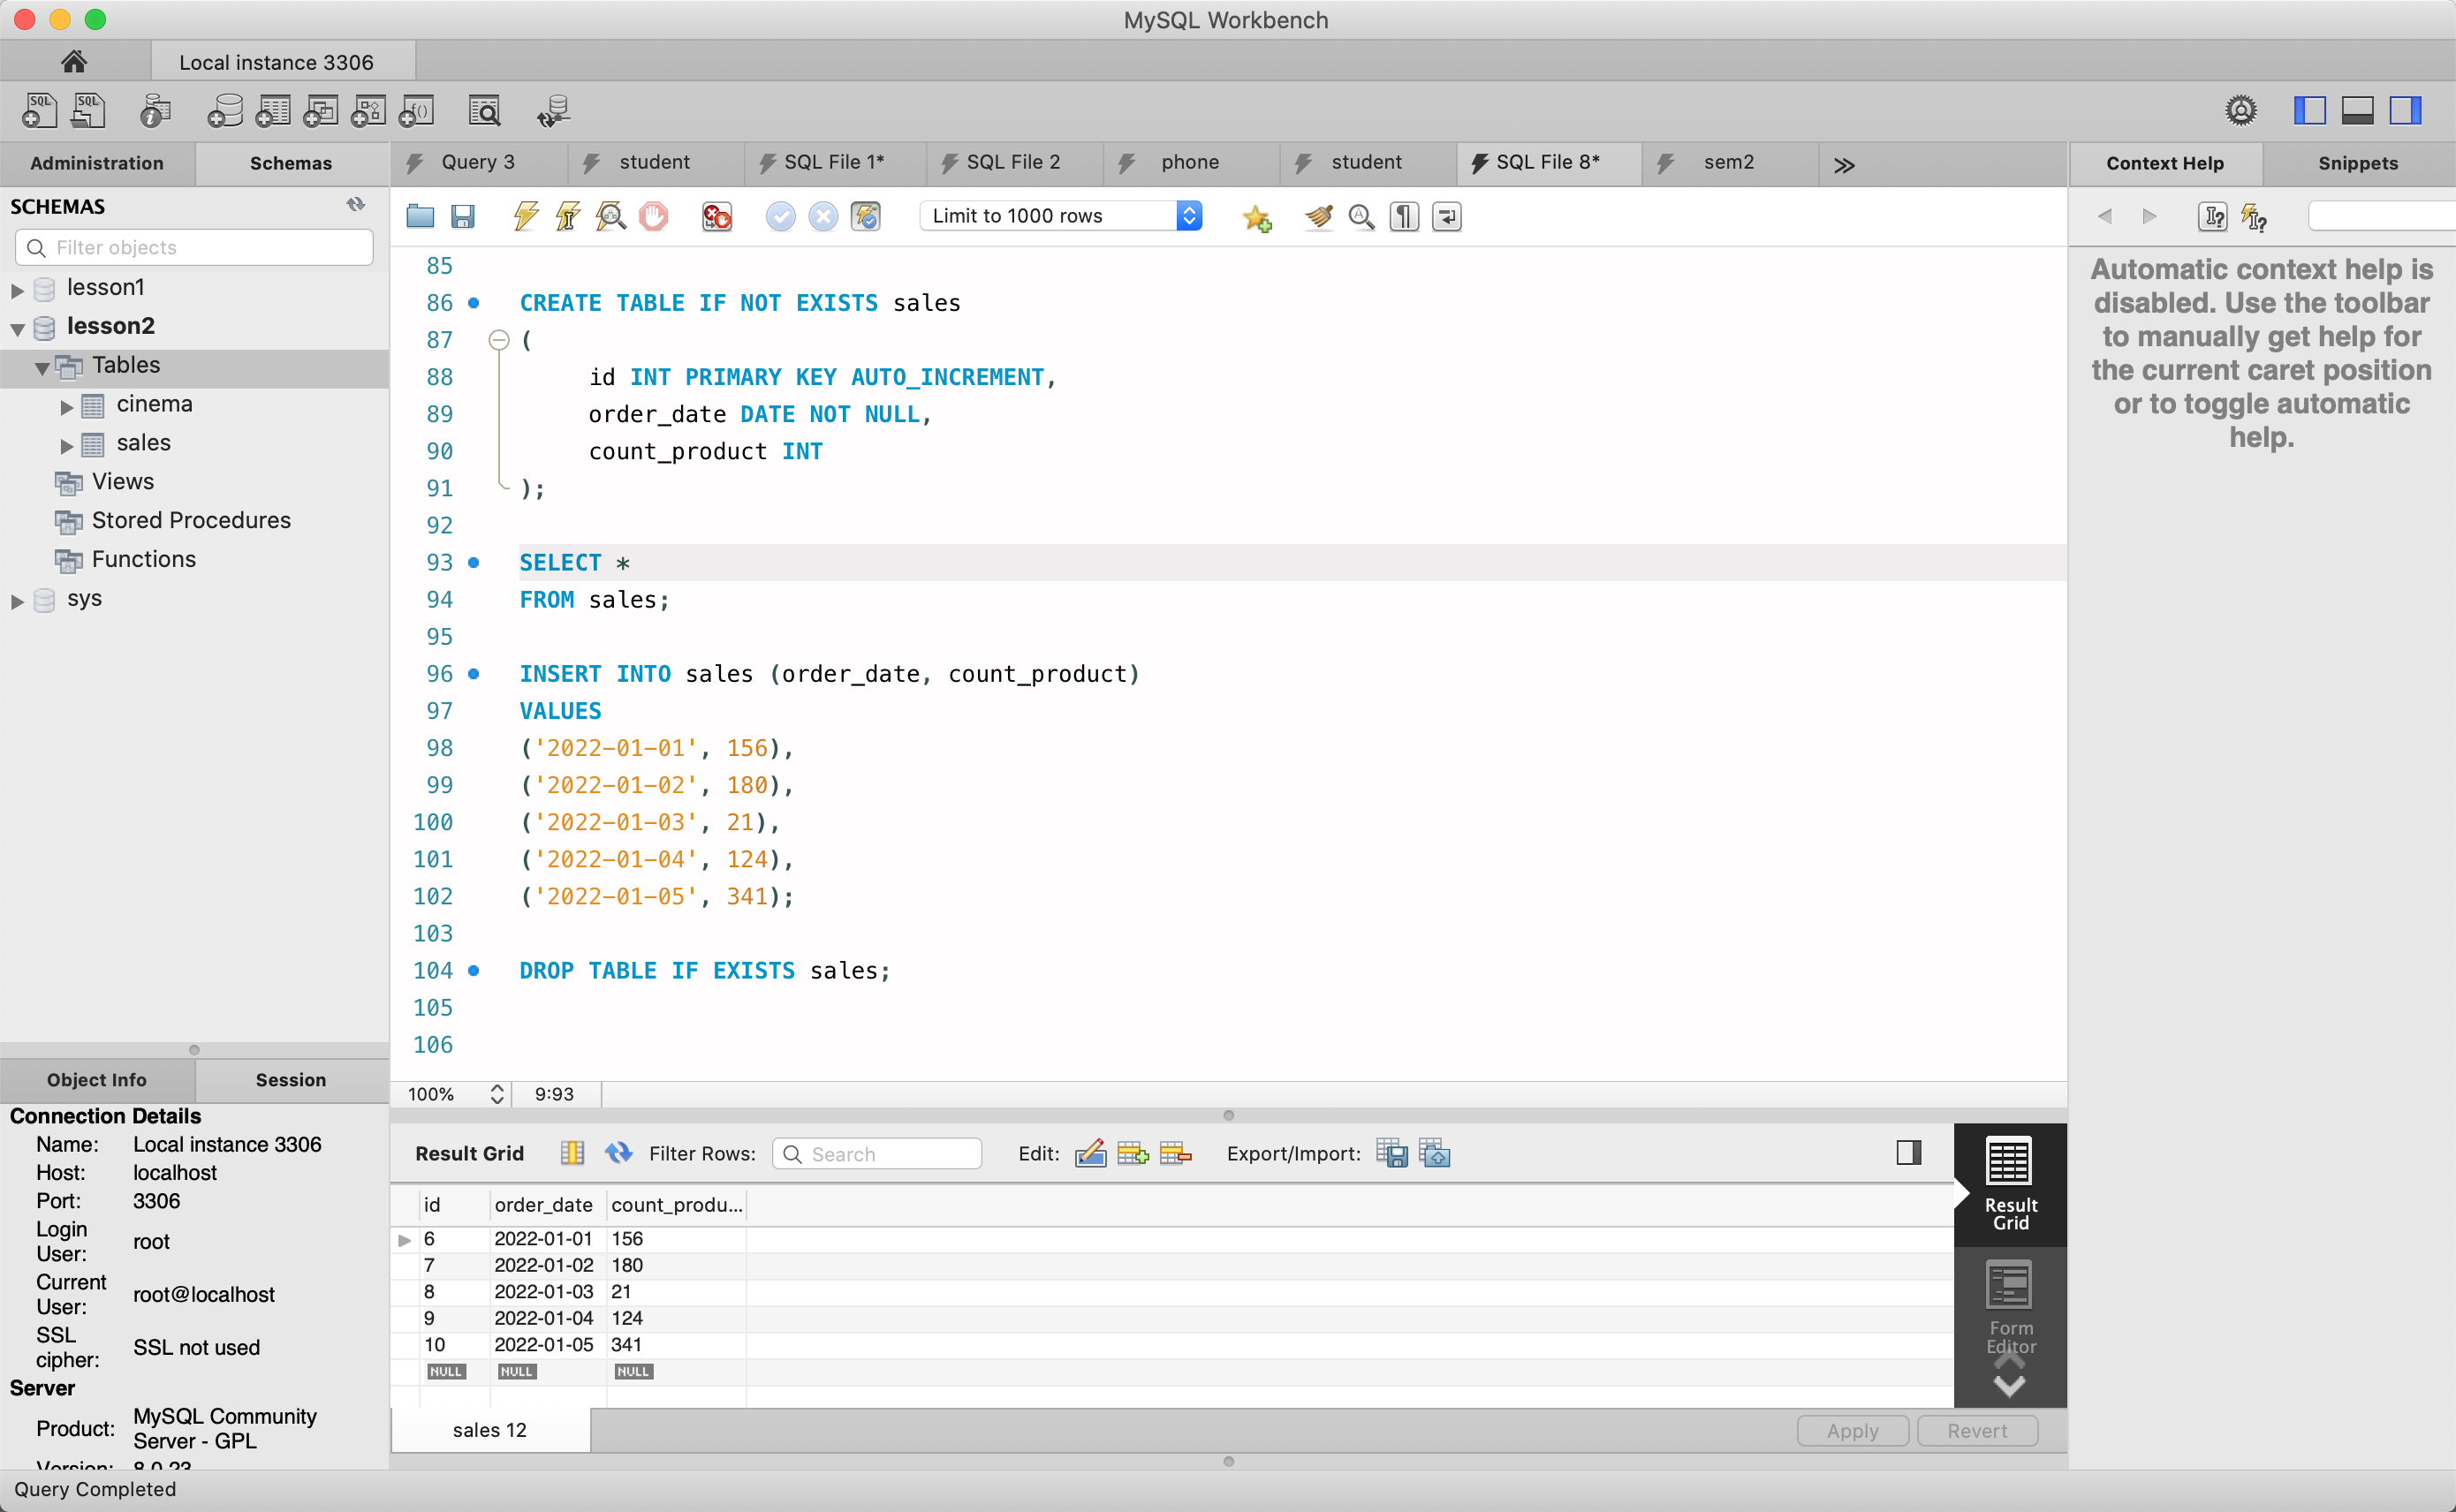 MySQL Workbench
Local instance 3306
Administration
Schemas
Query 3
student
SQL File 1*
SQL File 2
phone
student
SQL File 8*
sem2
Context Help
Snippets
SCHEMAS
Filter objects
lesson1
lesson2
Tables
cinema
sales
Views
Stored Procedures
Functions
sys
Limit to 1000 rows
85
86 CREATE TABLE IF NOT EXISTS sales
87 (
88 id INT PRIMARY KEY AUTO_INCREMENT,
89 order_date DATE NOT NULL,
90 count_product INT
91 );
92
93 SELECT *
94 FROM sales;
95
96 INSERT INTO sales (order_date, count_product)
97 VALUES
98 ('2022-01-01', 156),
99 ('2022-01-02', 180),
100 ('2022-01-03', 21),
101 ('2022-01-04', 124),
102 ('2022-01-05', 341);
103
104 DROP TABLE IF EXISTS sales;
105
106
100%
9:93
Automatic context help is
disabled. Use the toolbar
to manually get help for
the current caret position
or to toggle automatic
help.
Object Info
Session
Connection Details
Name: Local instance 3306
Host: localhost
Port: 3306
Login
User: root
Current
User: root@localhost
SSL
cipher: SSL not used
Server
Product: MySQL Community
Server - GPL
Version: 8.0.23
Result Grid
Filter Rows:
Search
Edit:
Export/Import:
id order_date count_produ...
6 2022-01-01 156
7 2022-01-02 180
8 2022-01-03 21
9 2022-01-04 124
10 2022-01-05 341
NULL NULL NULL
Result
Grid
Form
Editor
sales 12
Apply
Revert
Query Completed